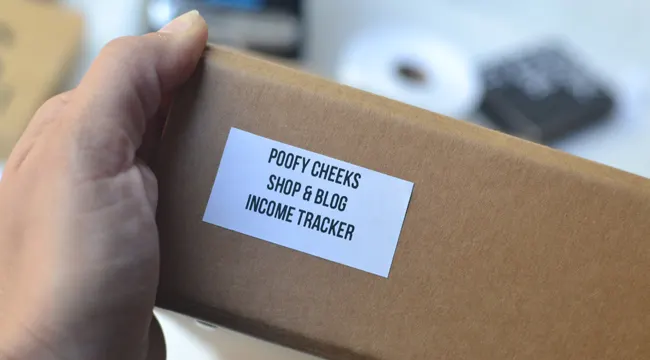 POOFY CHEEKS
SHOP & BLOG
INCOME TRACKER